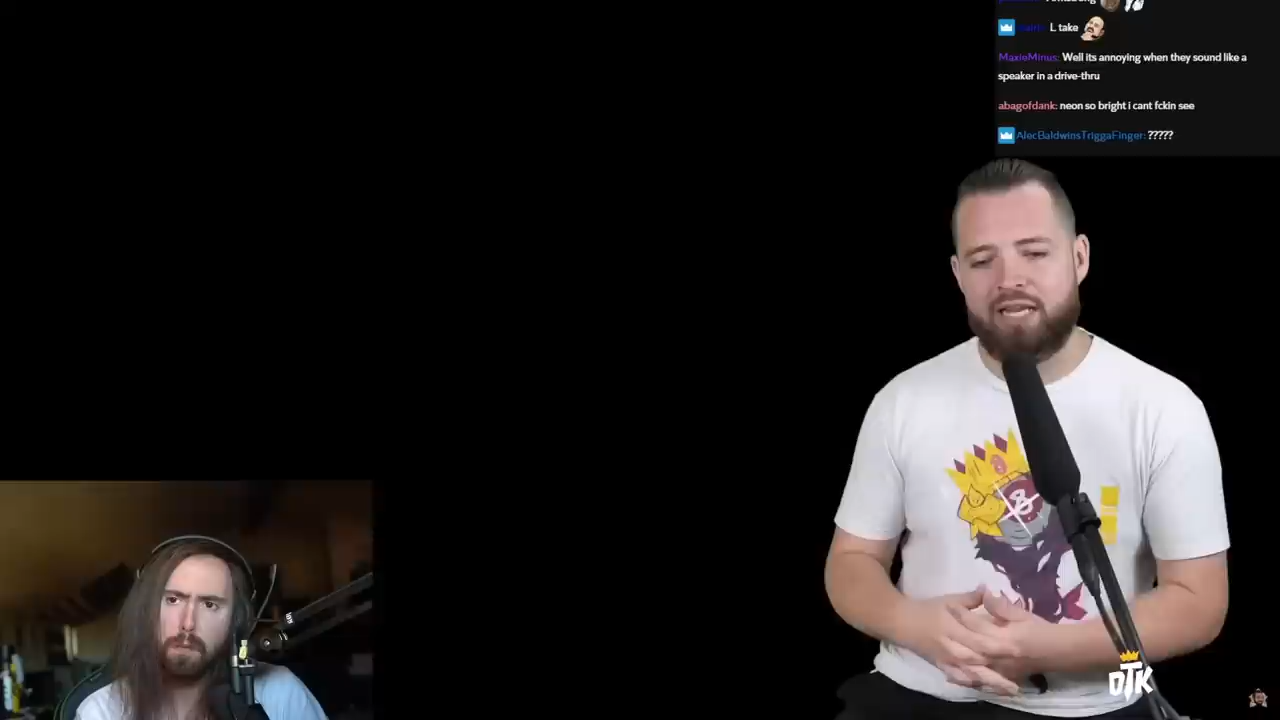 L take
MaxieMinus: Well its annoying when they sound like a
speaker in a drive-thru
abagofdank: neon so bright i cant fckin see
AlecBaldwinsTriggaFinger: ?????
DTK